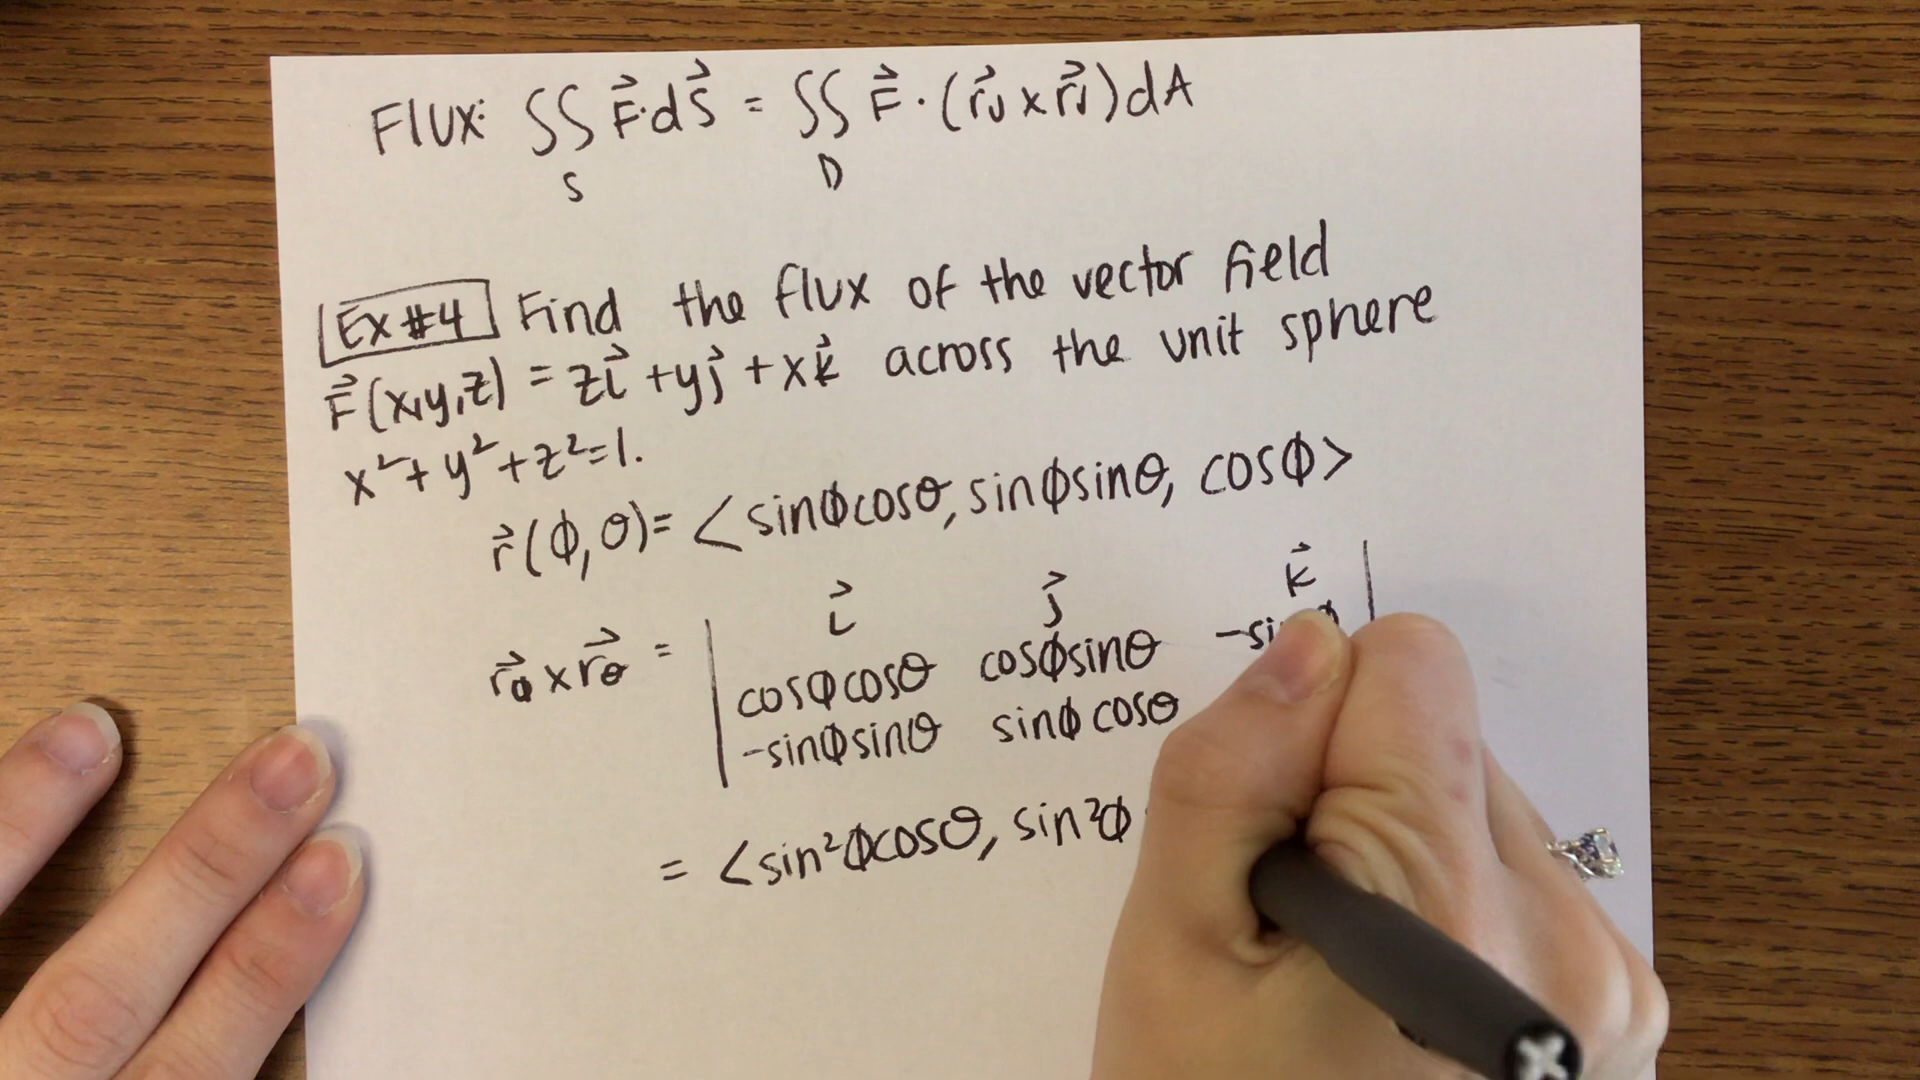 Flux: ∬ F⃗·dS⃗ = ∬ F⃗·(r⃗u x r⃗v)dA
S D
Ex #4 Find the flux of the vector field
F⃗(x,y,z) = zi⃗ + yj⃗ + xk⃗ across the unit sphere
x² + y² + z² = 1.
r⃗(ϕ,θ) = <sinϕcosθ, sinϕsinθ, cosϕ>
i⃗ j⃗ k⃗
r⃗ϕ x r⃗θ = | cosϕcosθ cosϕsinθ |
-sinϕsinθ sinϕcosθ
= <sin²ϕcosθ, sin²ϕ